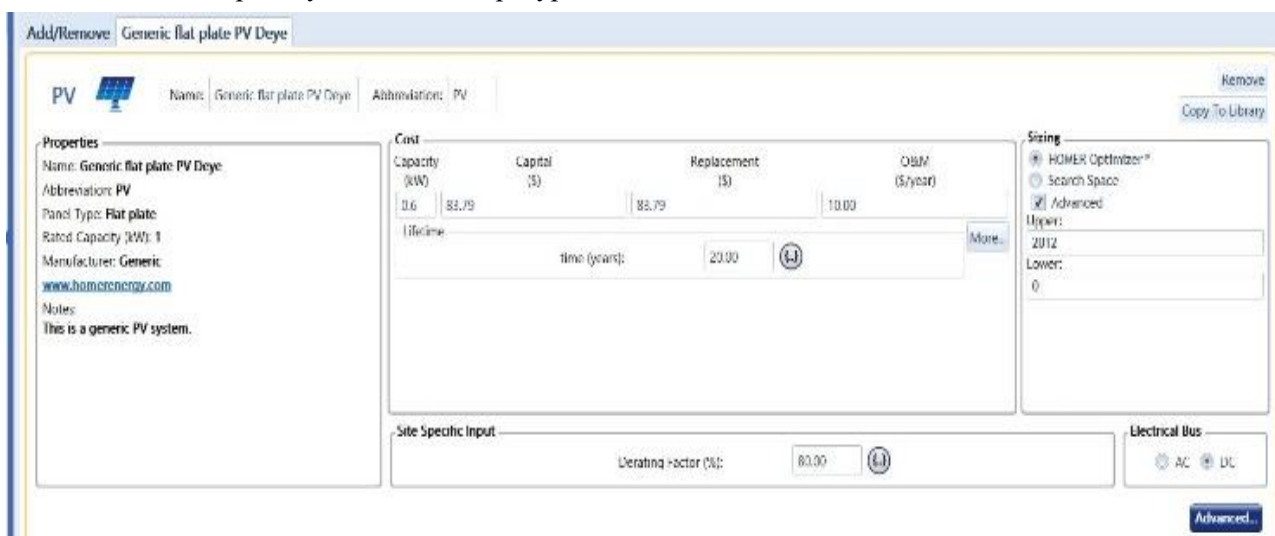 Add/Remove Generic flat plate PV Deye
PV Name: Generic flat plate PV Deye Abbreviation: PV
Remove
Copy To Library
Properties
Name: Generic flat plate PV Deye
Abbreviation: PV
Panel Type: Flat plate
Rated Capacity (kW): 1
Manufacturer: Generic
www.homerenergy.com
Notes:
This is a generic PV system.
Cost
Capacity (kW) Capital ($) Replacement ($) O&M ($/year)
0.6 83.79 83.79 10.00
Lifetime
time (years): 20.00 (..)
More..
Sizing
HOMER Optimizer™
Search Space
Advanced
Upper:
2012
Lower:
0
Site Specific Input
Derating Factor (%): 80.00 (..)
Electrical Bus
AC DC
Advanced...